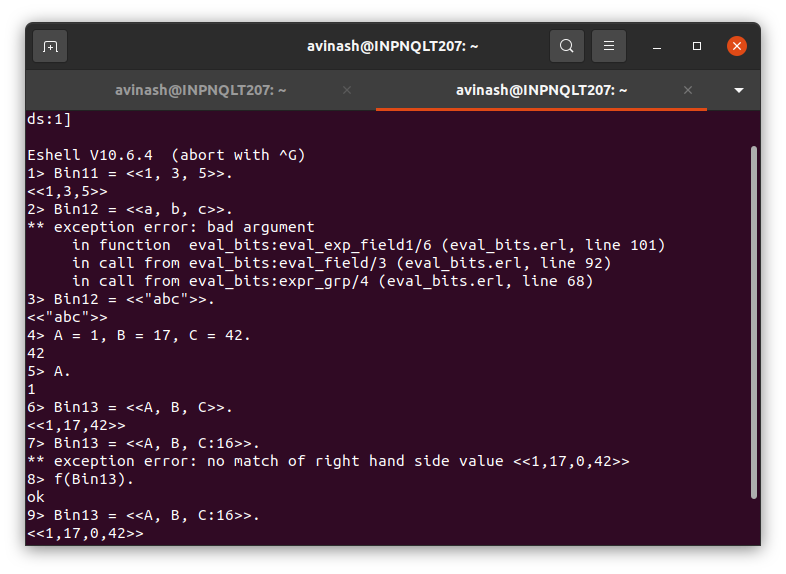 avinash@INPNQLT207: ~
avinash@INPNQLT207: ~
avinash@INPNQLT207: ~
ds:1]
Eshell V10.6.4  (abort with ^G)
1> Bin11 = <<1, 3, 5>>.
<<1,3,5>>
2> Bin12 = <<a, b, c>>.
** exception error: bad argument
     in function  eval_bits:eval_exp_field1/6 (eval_bits.erl, line 101)
     in call from eval_bits:eval_field/3 (eval_bits.erl, line 92)
     in call from eval_bits:expr_grp/4 (eval_bits.erl, line 68)
3> Bin12 = <<"abc">>.
<<"abc">>
4> A = 1, B = 17, C = 42.
42
5> A.
1
6> Bin13 = <<A, B, C>>.
<<1,17,42>>
7> Bin13 = <<A, B, C:16>>.
** exception error: no match of right hand side value <<1,17,0,42>>
8> f(Bin13).
ok
9> Bin13 = <<A, B, C:16>>.
<<1,17,0,42>>